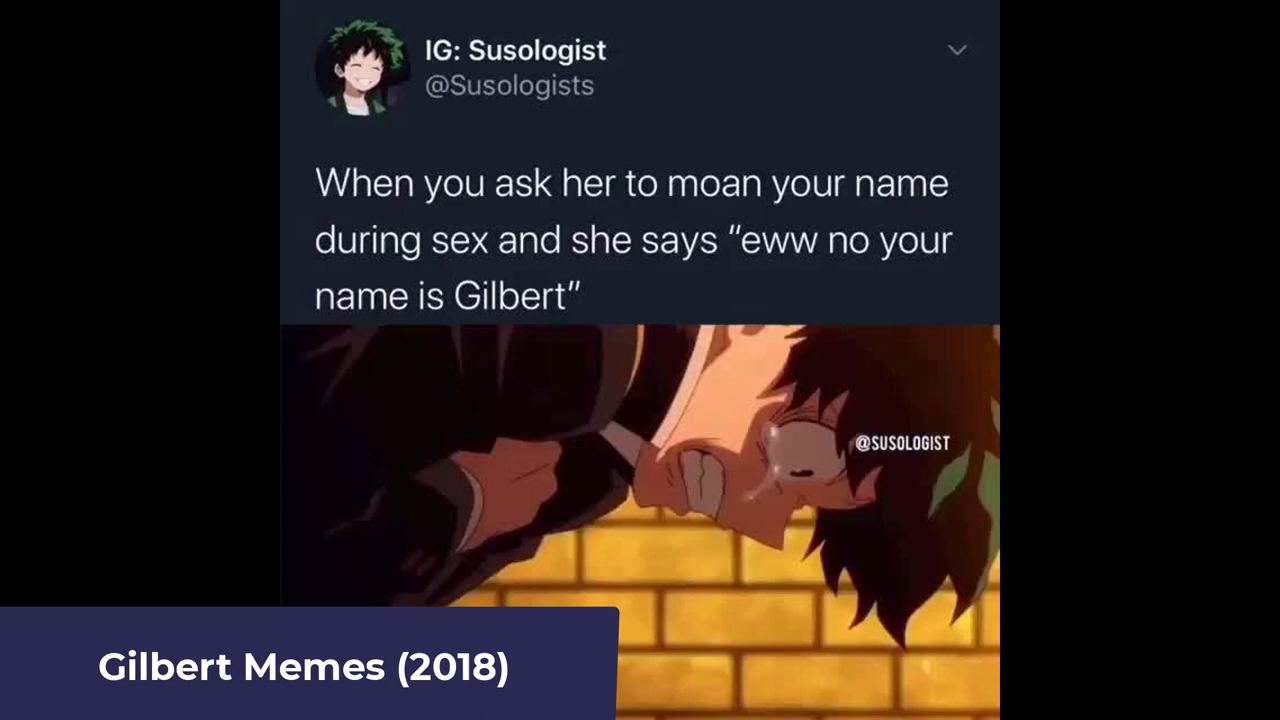 IG: Susologist
@Susologists
When you ask her to moan your name
during sex and she says “eww no your
name is Gilbert”
@SUSOLOGIST
Gilbert Memes (2018)